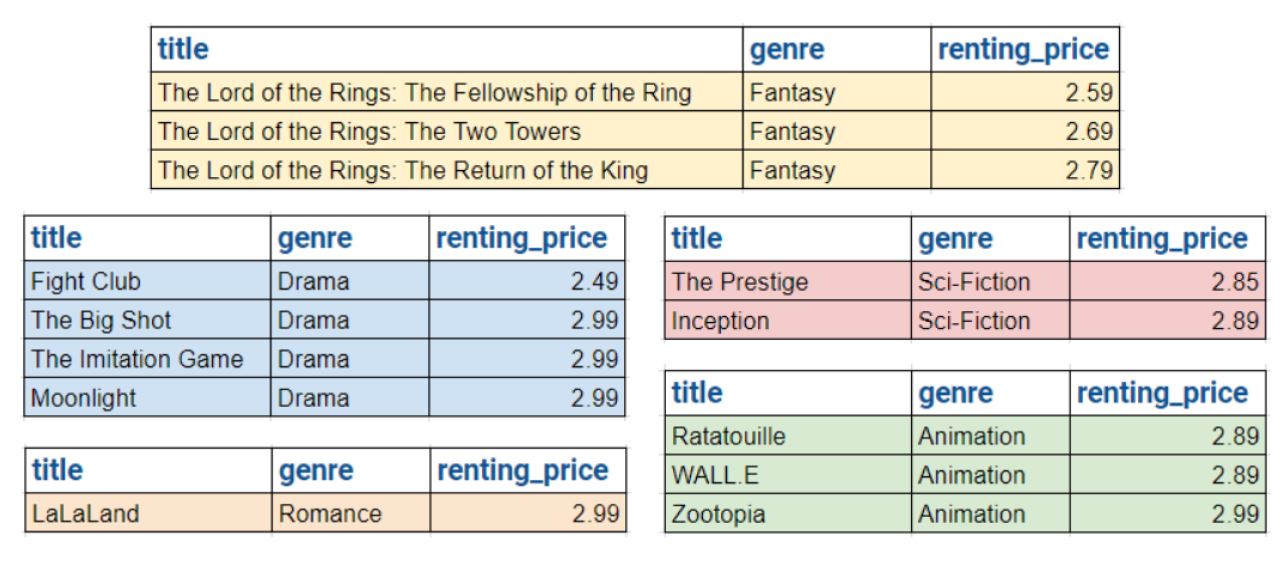 title genre renting_price
The Lord of the Rings: The Fellowship of the Ring Fantasy 2.59
The Lord of the Rings: The Two Towers Fantasy 2.69
The Lord of the Rings: The Return of the King Fantasy 2.79
title genre renting_price
Fight Club Drama 2.49
The Big Shot Drama 2.99
The Imitation Game Drama 2.99
Moonlight Drama 2.99
title genre renting_price
LaLaLand Romance 2.99
title genre renting_price
The Prestige Sci-Fiction 2.85
Inception Sci-Fiction 2.89
title genre renting_price
Ratatouille Animation 2.89
WALL.E Animation 2.89
Zootopia Animation 2.99